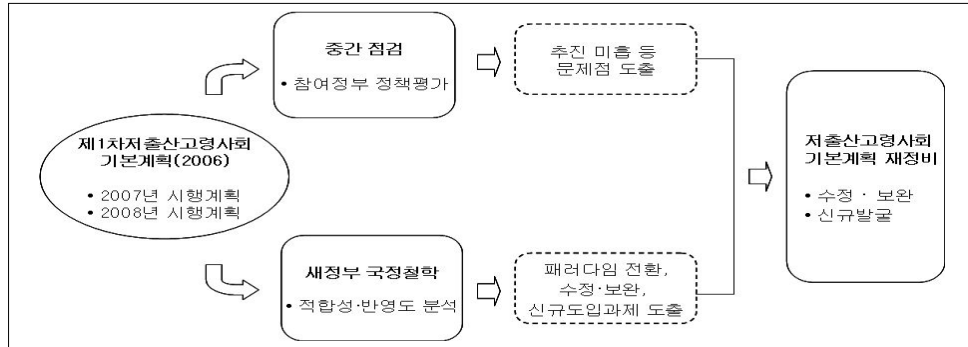 제1차저출산고령사회
기본계획(2006)
• 2007년 시행계획
• 2008년 시행계획
중간 점검
• 참여정부 정책평가
추진 미흡 등
문제점 도출
새정부 국정철학
• 적합성·반영도 분석
패러다임 전환,
수정·보완,
신규도입과제 도출
저출산고령사회
기본계획 재정비
• 수정 · 보완
• 신규발굴